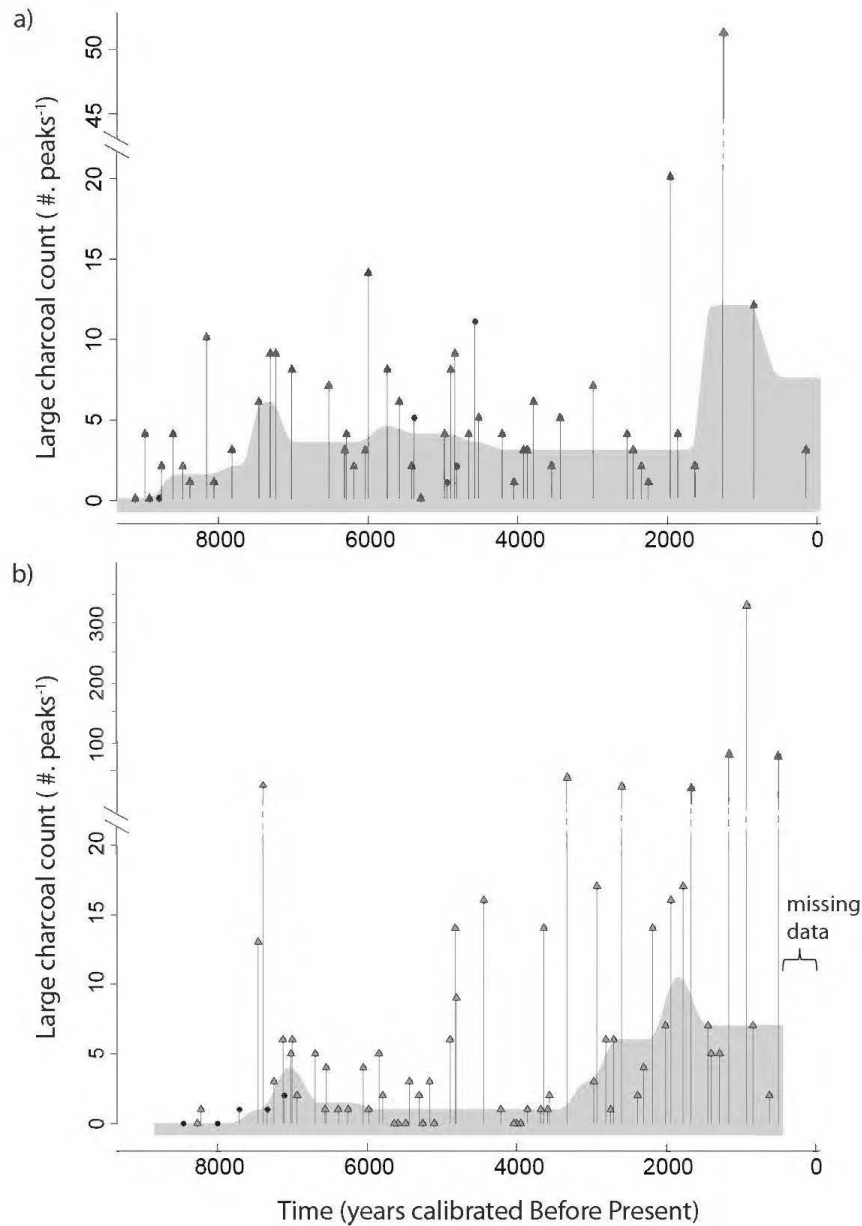 a)
Large charcoal count ( #. peaks⁻¹)
50
45
20
15
10
5
0
8000 6000 4000 2000 0
b)
Large charcoal count ( #. peaks⁻¹)
300
200
100
20
15
10
5
0
missing
data
8000 6000 4000 2000 0
Time (years calibrated Before Present)